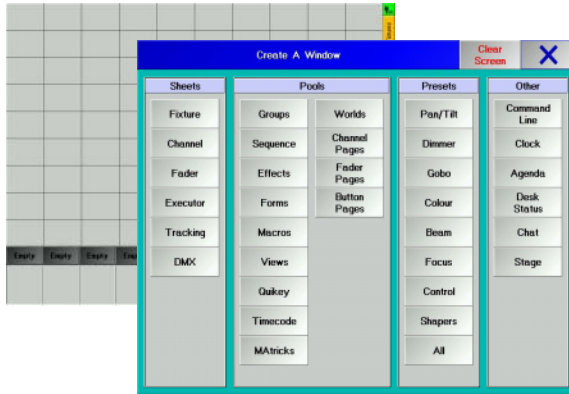 Create A Window
Clear
Screen
X
Sheets
Pools
Presets
Other
Fixture
Groups
Worlds
Pan/Tilt
Command
Line
Channel
Sequence
Channel
Pages
Dimmer
Clock
Fader
Effects
Fader
Pages
Gobo
Agenda
Executor
Forms
Button
Pages
Colour
Desk
Status
Tracking
Macros
Beam
Chat
DMX
Views
Focus
Stage
Quikey
Control
Timecode
Shapers
MAtricks
All
Empty Empty Empty